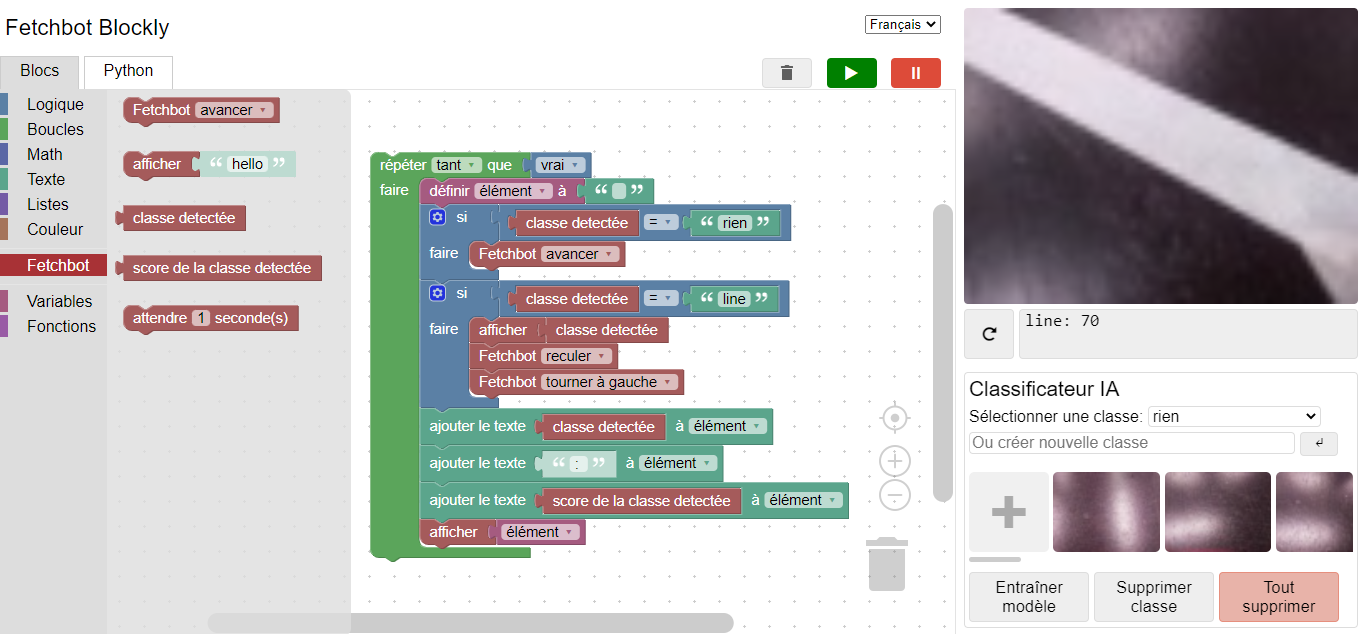 Fetchbot Blockly
Français
Blocs
Python
Logique
Boucles
Math
Texte
Listes
Couleur
Fetchbot
Variables
Fonctions
Fetchbot avancer
afficher “ hello ”
classe detectée
score de la classe détectée
attendre 1 seconde(s)
répéter tant que vrai
faire définir élément à “ ”
si classe detectée = “ rien ”
faire Fetchbot avancer
si classe detectée = “ line ”
faire afficher classe detectée
Fetchbot reculer
Fetchbot tourner à gauche
ajouter le texte classe detectée à élément
ajouter le texte “ : ” à élément
ajouter le texte score de la classe détectée à élément
afficher élément
line: 70
Classificateur IA
Sélectionner une classe: rien
Ou créer nouvelle classe
Entraîner modèle
Supprimer classe
Tout supprimer